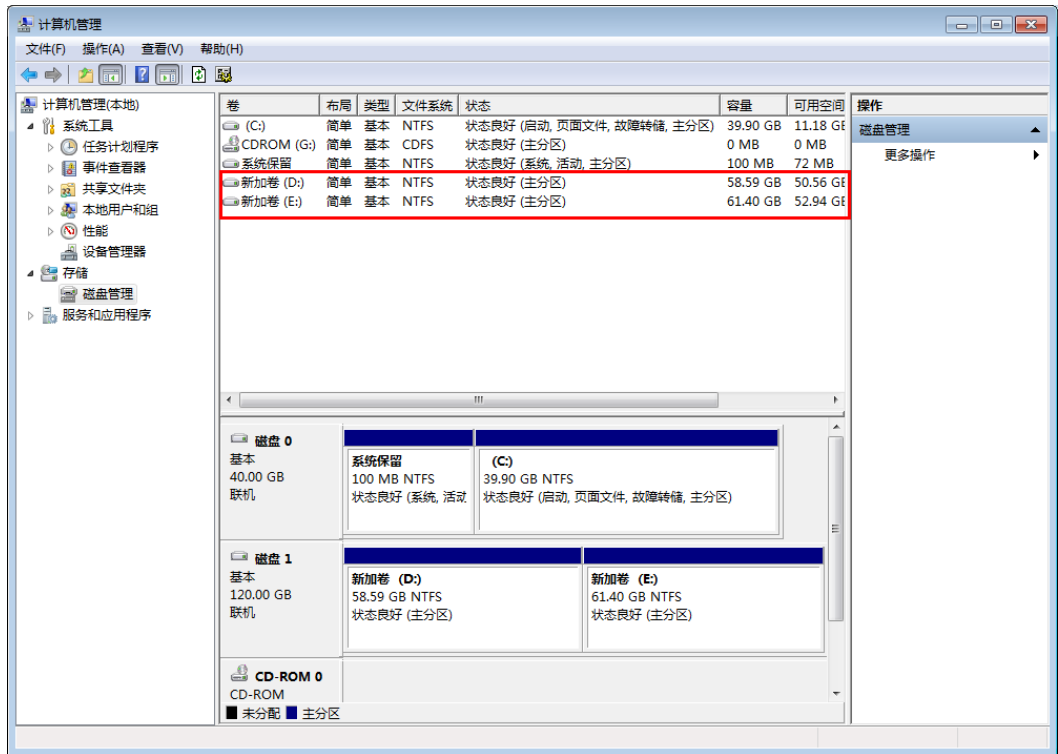 计算机管理
文件(F) 操作(A) 查看(V) 帮助(H)
计算机管理(本地)
系统工具
任务计划程序
事件查看器
共享文件夹
本地用户和组
性能
设备管理器
存储
磁盘管理
服务和应用程序
卷 布局 类型 文件系统 状态 容量 可用空间
(C:) 简单 基本 NTFS 状态良好 (启动, 页面文件, 故障转储, 主分区) 39.90 GB 11.18 GE
CDROM (G:) 简单 基本 CDFS 状态良好 (主分区) 0 MB 0 MB
系统保留 简单 基本 NTFS 状态良好 (系统, 活动, 主分区) 100 MB 72 MB
新加卷 (D:) 简单 基本 NTFS 状态良好 (主分区) 58.59 GB 50.56 GE
新加卷 (E:) 简单 基本 NTFS 状态良好 (主分区) 61.40 GB 52.94 GE
操作
磁盘管理
更多操作
磁盘 0
基本
40.00 GB
联机
系统保留
100 MB NTFS
状态良好 (系统, 活动
(C:)
39.90 GB NTFS
状态良好 (启动, 页面文件, 故障转储, 主分区)
磁盘 1
基本
120.00 GB
联机
新加卷 (D:)
58.59 GB NTFS
状态良好 (主分区)
新加卷 (E:)
61.40 GB NTFS
状态良好 (主分区)
CD-ROM 0
CD-ROM
未分配 主分区